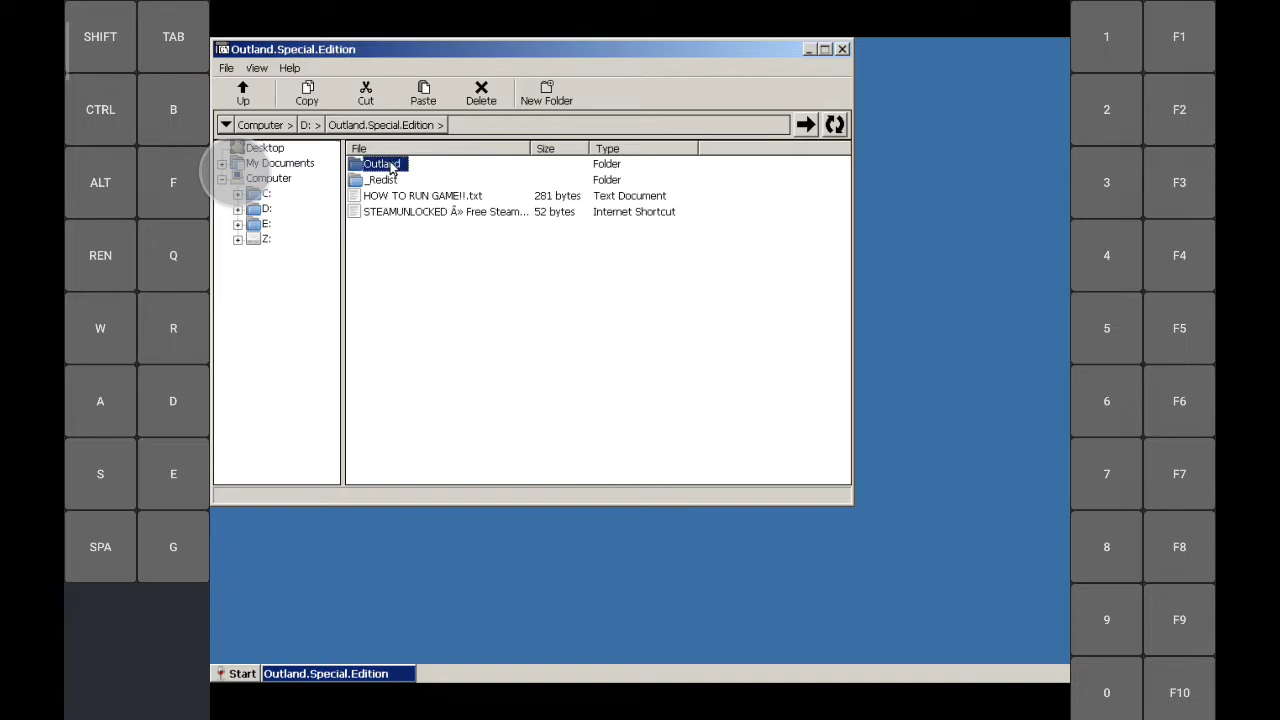 SHIFT TAB
CTRL B
ALT F
REN Q
W R
A D
S E
SPA G
Outland.Special.Edition
File View Help
Up Copy Cut Paste Delete New Folder
Computer > D: > Outland.Special.Edition >
Desktop
My Documents
Computer
C:
D:
E:
Z:
File Size Type
Outland Folder
_Redist Folder
HOW TO RUN GAME!!.txt 281 bytes Text Document
STEAMUNLOCKED Â» Free Steam... 52 bytes Internet Shortcut
Start Outland.Special.Edition
1 F1
2 F2
3 F3
4 F4
5 F5
6 F6
7 F7
8 F8
9 F9
0 F10